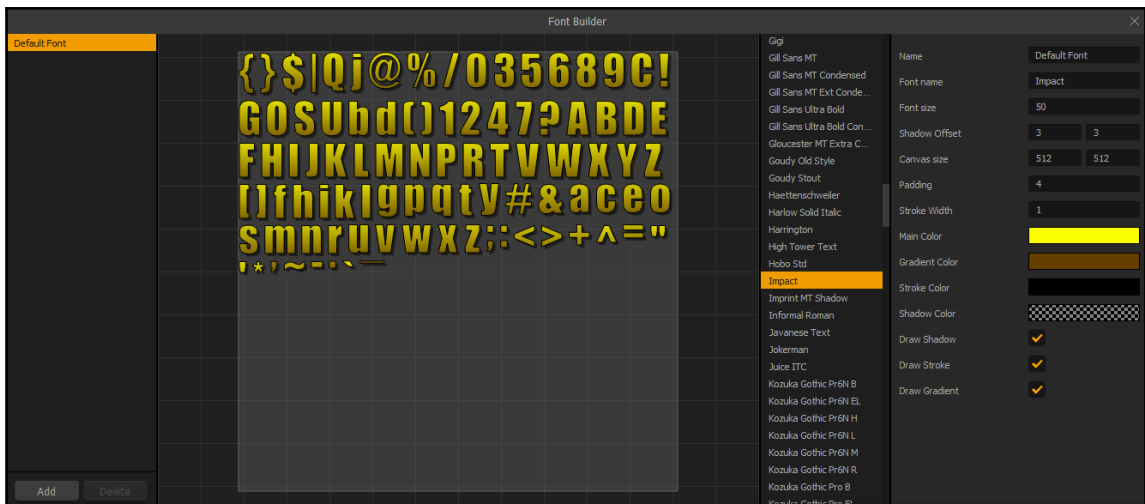 Font Builder
Default Font
{}$|Qj@%/035689C!
GOSUbd()1247?ABDE
FHIJKLMNPRTVWXYZ
[]fhiklgpqty#&aceo
smnruvwxz;:<>+^="
'*,~-.`_
Gigi
Gill Sans MT
Gill Sans MT Condensed
Gill Sans MT Ext Conde...
Gill Sans Ultra Bold
Gill Sans Ultra Bold Con...
Gloucester MT Extra C...
Goudy Old Style
Goudy Stout
Haettenschweiler
Harlow Solid Italic
Harrington
High Tower Text
Hobo Std
Impact
Imprint MT Shadow
Informal Roman
Javanese Text
Jokerman
Juice ITC
Kozuka Gothic Pr6N B
Kozuka Gothic Pr6N EL
Kozuka Gothic Pr6N H
Kozuka Gothic Pr6N L
Kozuka Gothic Pr6N M
Kozuka Gothic Pr6N R
Kozuka Gothic Pro B
Kozuka Gothic Pro EL
Name Default Font
Font name Impact
Font size 50
Shadow Offset 3 3
Canvas size 512 512
Padding 4
Stroke Width 1
Main Color
Gradient Color
Stroke Color
Shadow Color
Draw Shadow
Draw Stroke
Draw Gradient
Add Delete